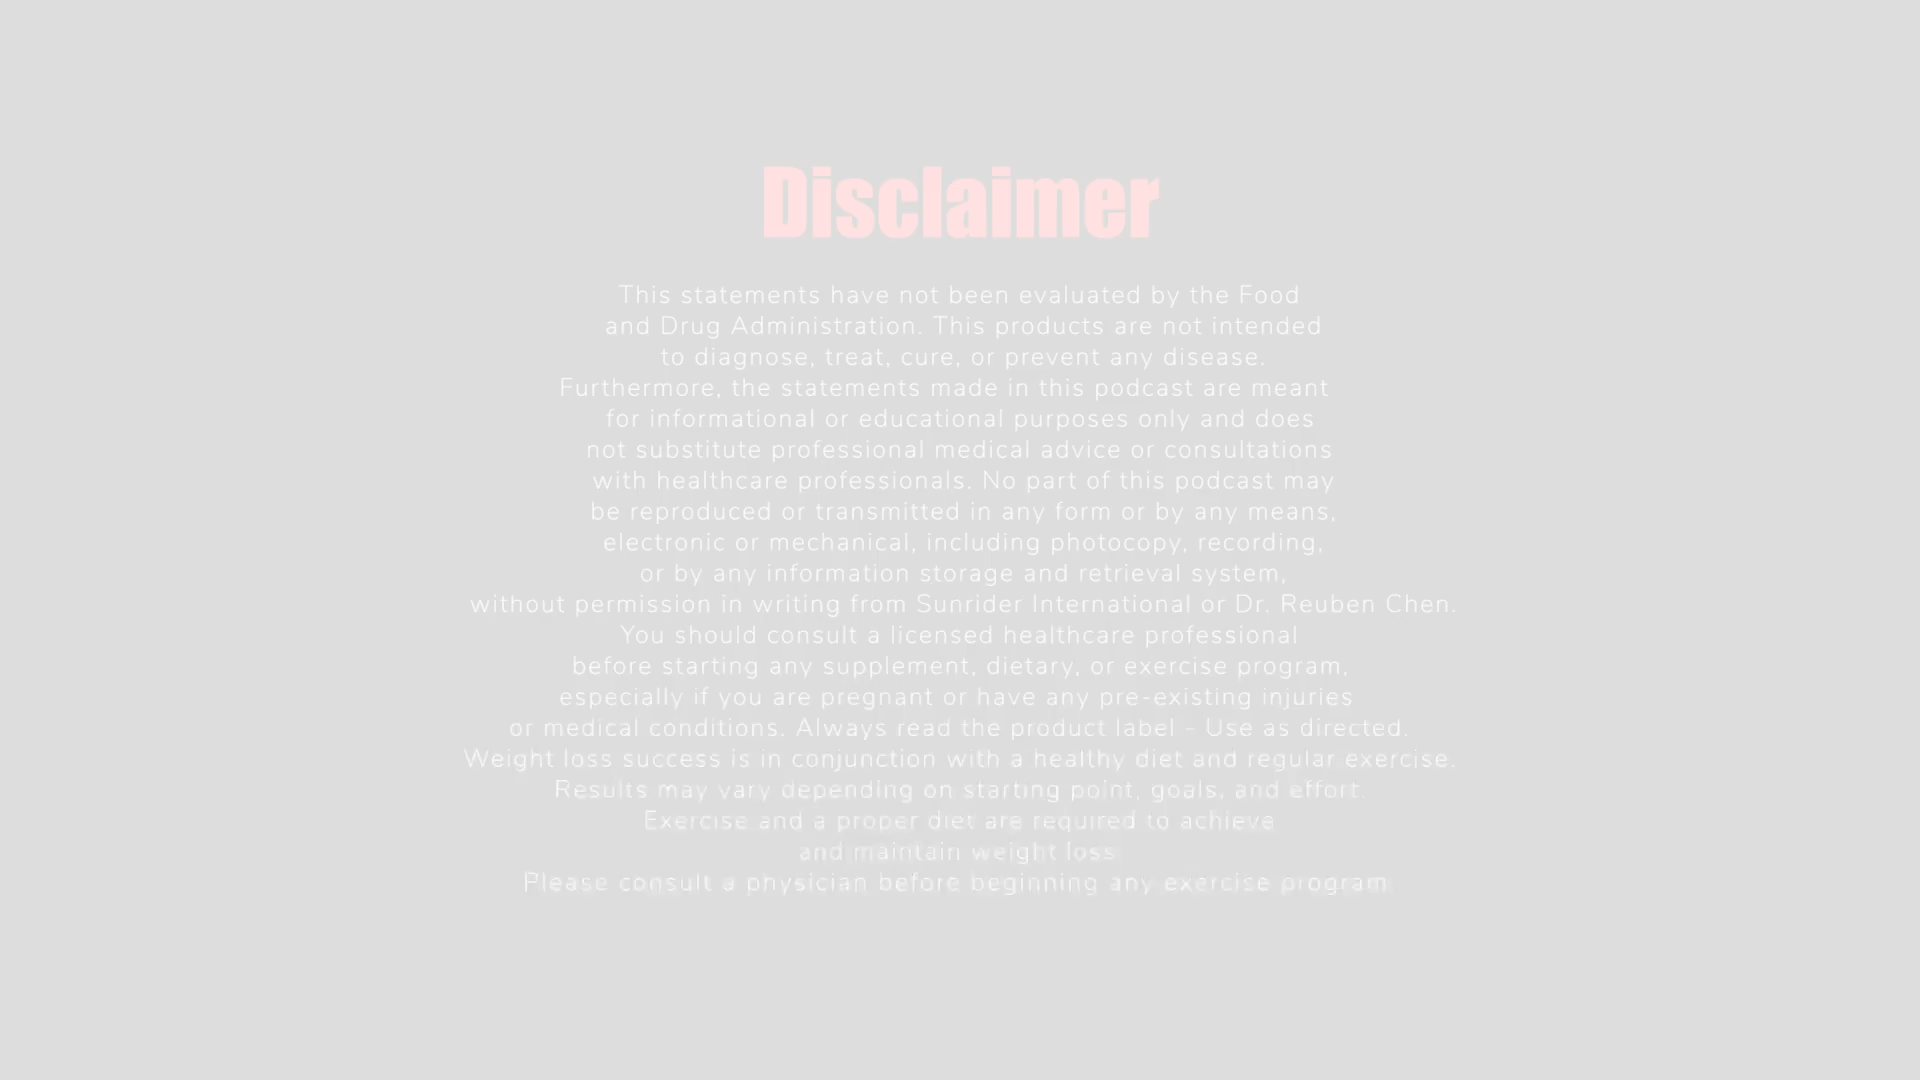 Disclaimer
This statements have not been evaluated by the Food
and Drug Administration. This products are not intended
to diagnose, treat, cure, or prevent any disease.
Furthermore, the statements made in this podcast are meant
for informational or educational purposes only and does
not substitute professional medical advice or consultations
with healthcare professionals. No part of this podcast may
be reproduced or transmitted in any form or by any means,
electronic or mechanical, including photocopy, recording,
or by any information storage and retrieval system,
without permission in writing from Sunrider International or Dr. Reuben Chen.
You should consult a licensed healthcare professional
before starting any supplement, dietary, or exercise program,
especially if you are pregnant or have any pre-existing injuries
or medical conditions. Always read the product label - Use as directed.
Weight loss success is in conjunction with a healthy diet and regular exercise.
Results may vary depending on starting point, goals, and effort.
Exercise and a proper diet are required to achieve
and maintain weight loss.
Please consult a physician before beginning any exercise program.